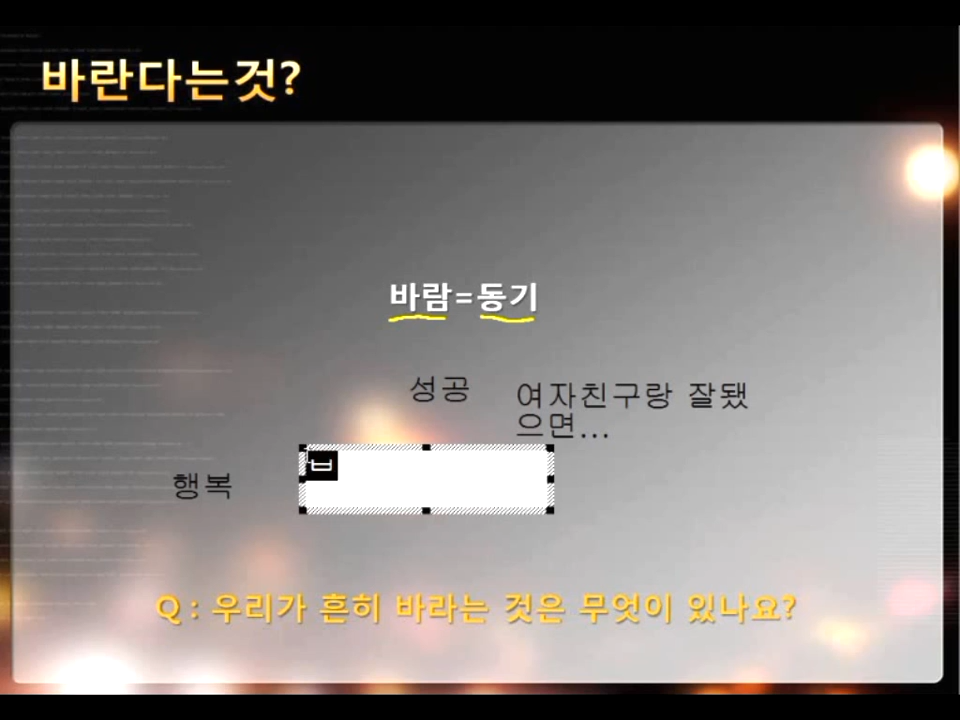 바란다는것?
바람=동기
성공
여자친구랑 잘됐
으면...
ㅂ
행복
Q : 우리가 흔히 바라는 것은 무엇이 있나요?